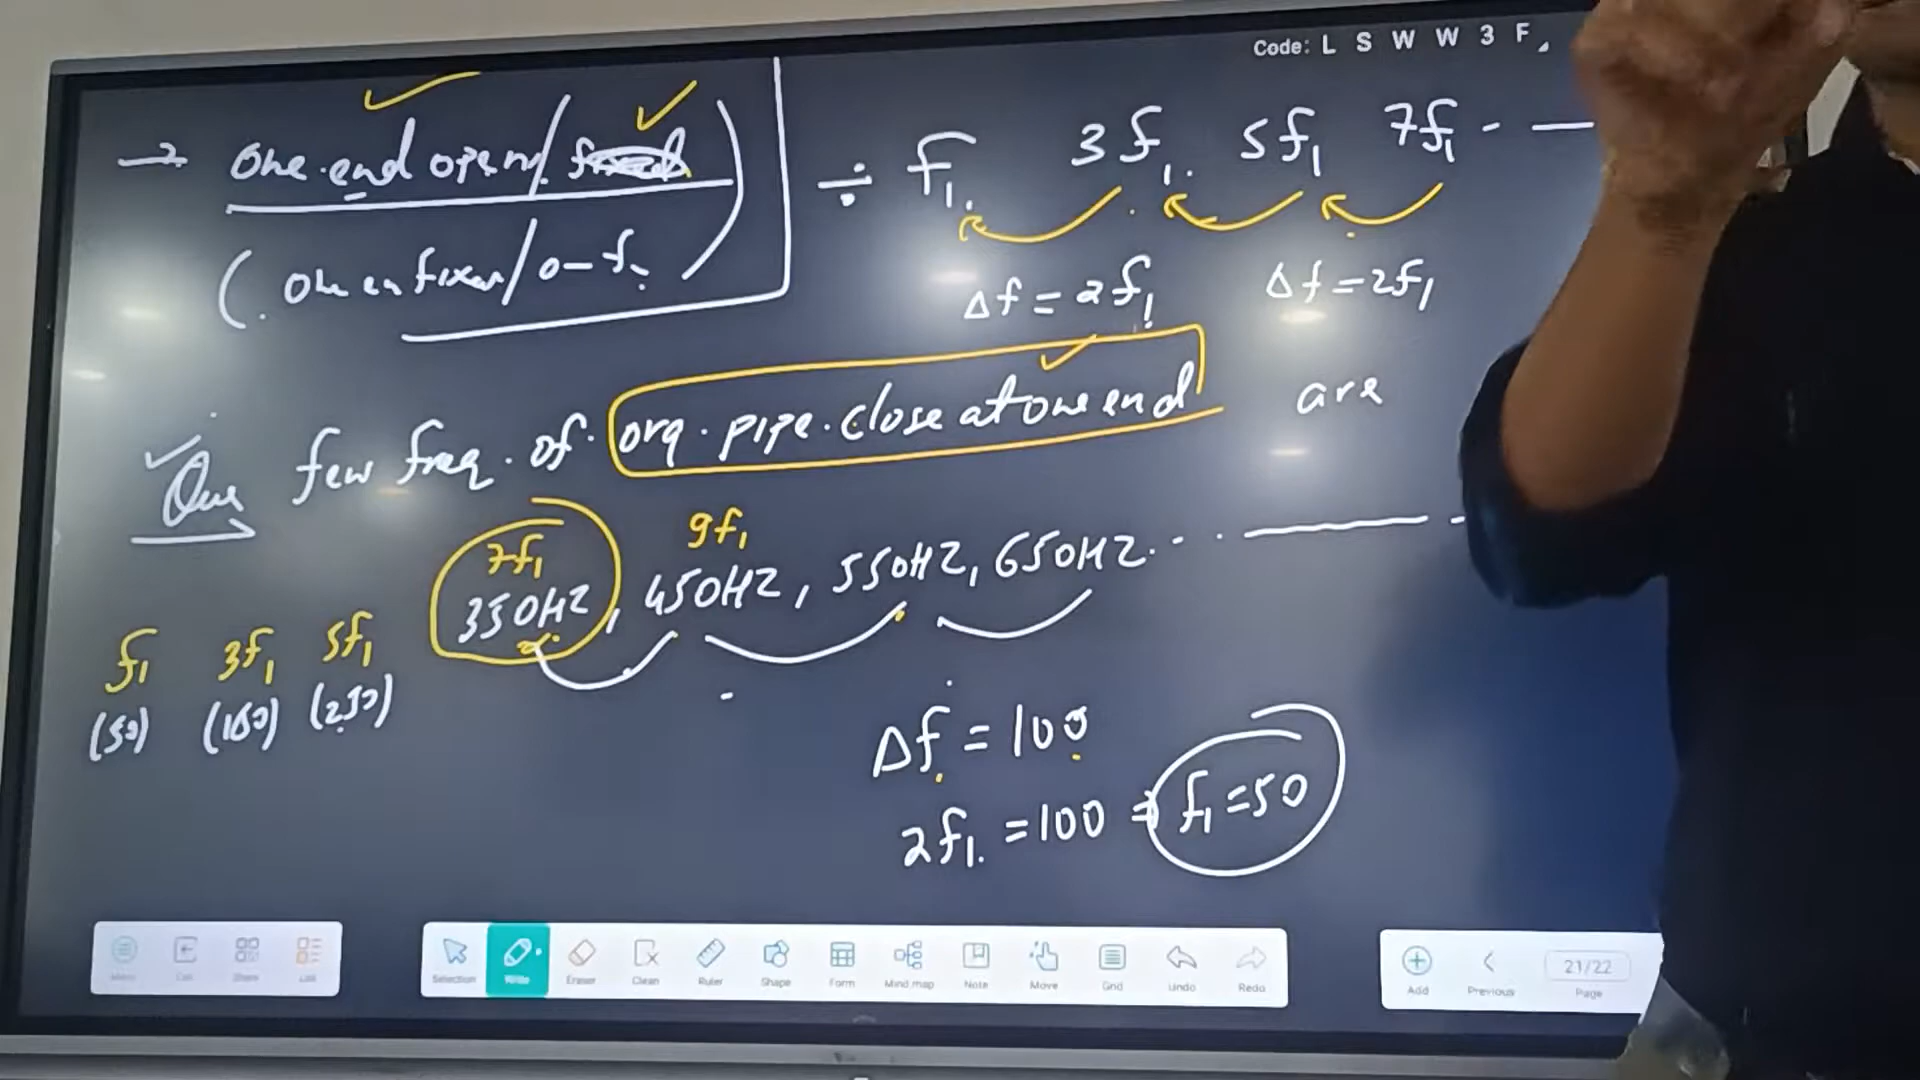 Code: L S W W 3 F
→ One end open/
(One en fixed/o-f.
÷ f₁. 3f₁. 5f₁ 7f₁ - —
Δf = 2f₁ Δf = 2f₁
Que few freq. of. org. pipe. close at one end are
7f₁ 9f₁
350HZ, 450HZ, 550HZ, 650HZ. - - —
f₁ 3f₁ 5f₁
(50) (150) (250)
Δf = 100
2f₁. = 100 ⇒ f₁ = 50
Menu Share
Selection Write Eraser Clean Ruler Shape Form Mind map Note Move Grid Undo Redo
Add Previous 21/22 Page